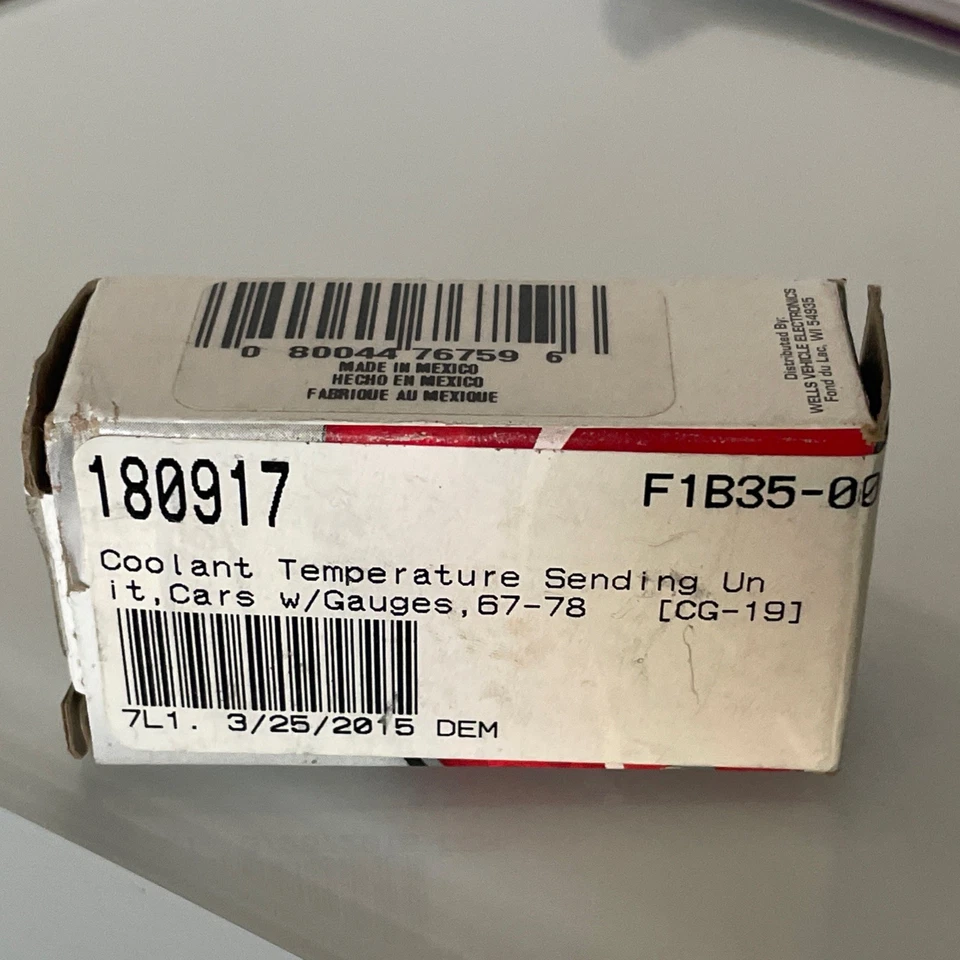 0 80044 76759 6
MADE IN MEXICO
HECHO EN MEXICO
FABRIQUE AU MEXIQUE
Distributed By:
WELLS VEHICLE ELECTRONICS
Fond du Lac, WI 54935
180917
F1B35-00
Coolant Temperature Sending Un
it,Cars w/Gauges,67-78 [CG-19]
7L1. 3/25/2015 DEM